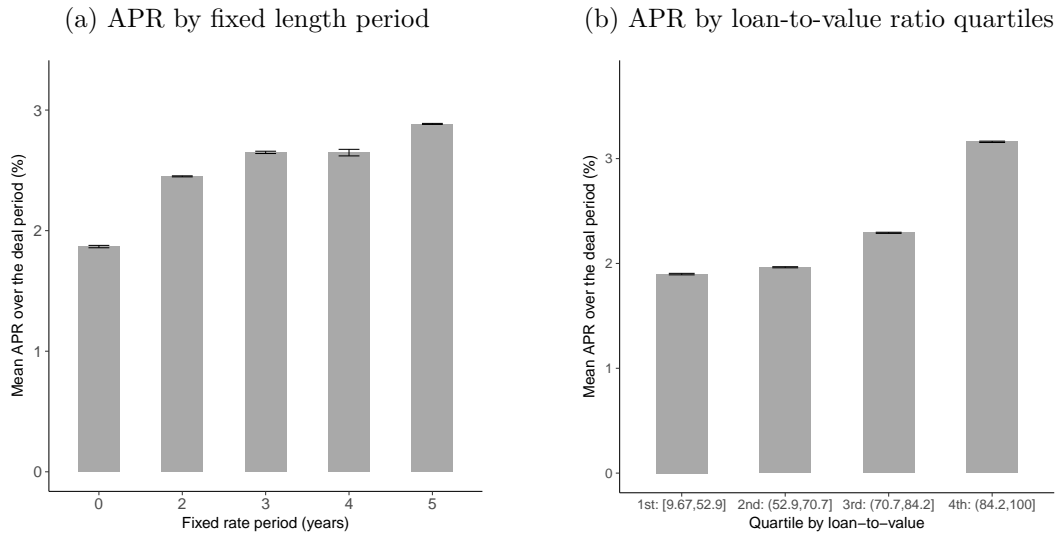 (a) APR by fixed length period
Mean APR over the deal period (%)
3
2
1
0
0 2 3 4 5
Fixed rate period (years)
(b) APR by loan-to-value ratio quartiles
Mean APR over the deal period (%)
3
2
1
0
1st: [9.67,52.9] 2nd: (52.9,70.7] 3rd: (70.7,84.2] 4th: (84.2,100]
Quartile by loan−to−value